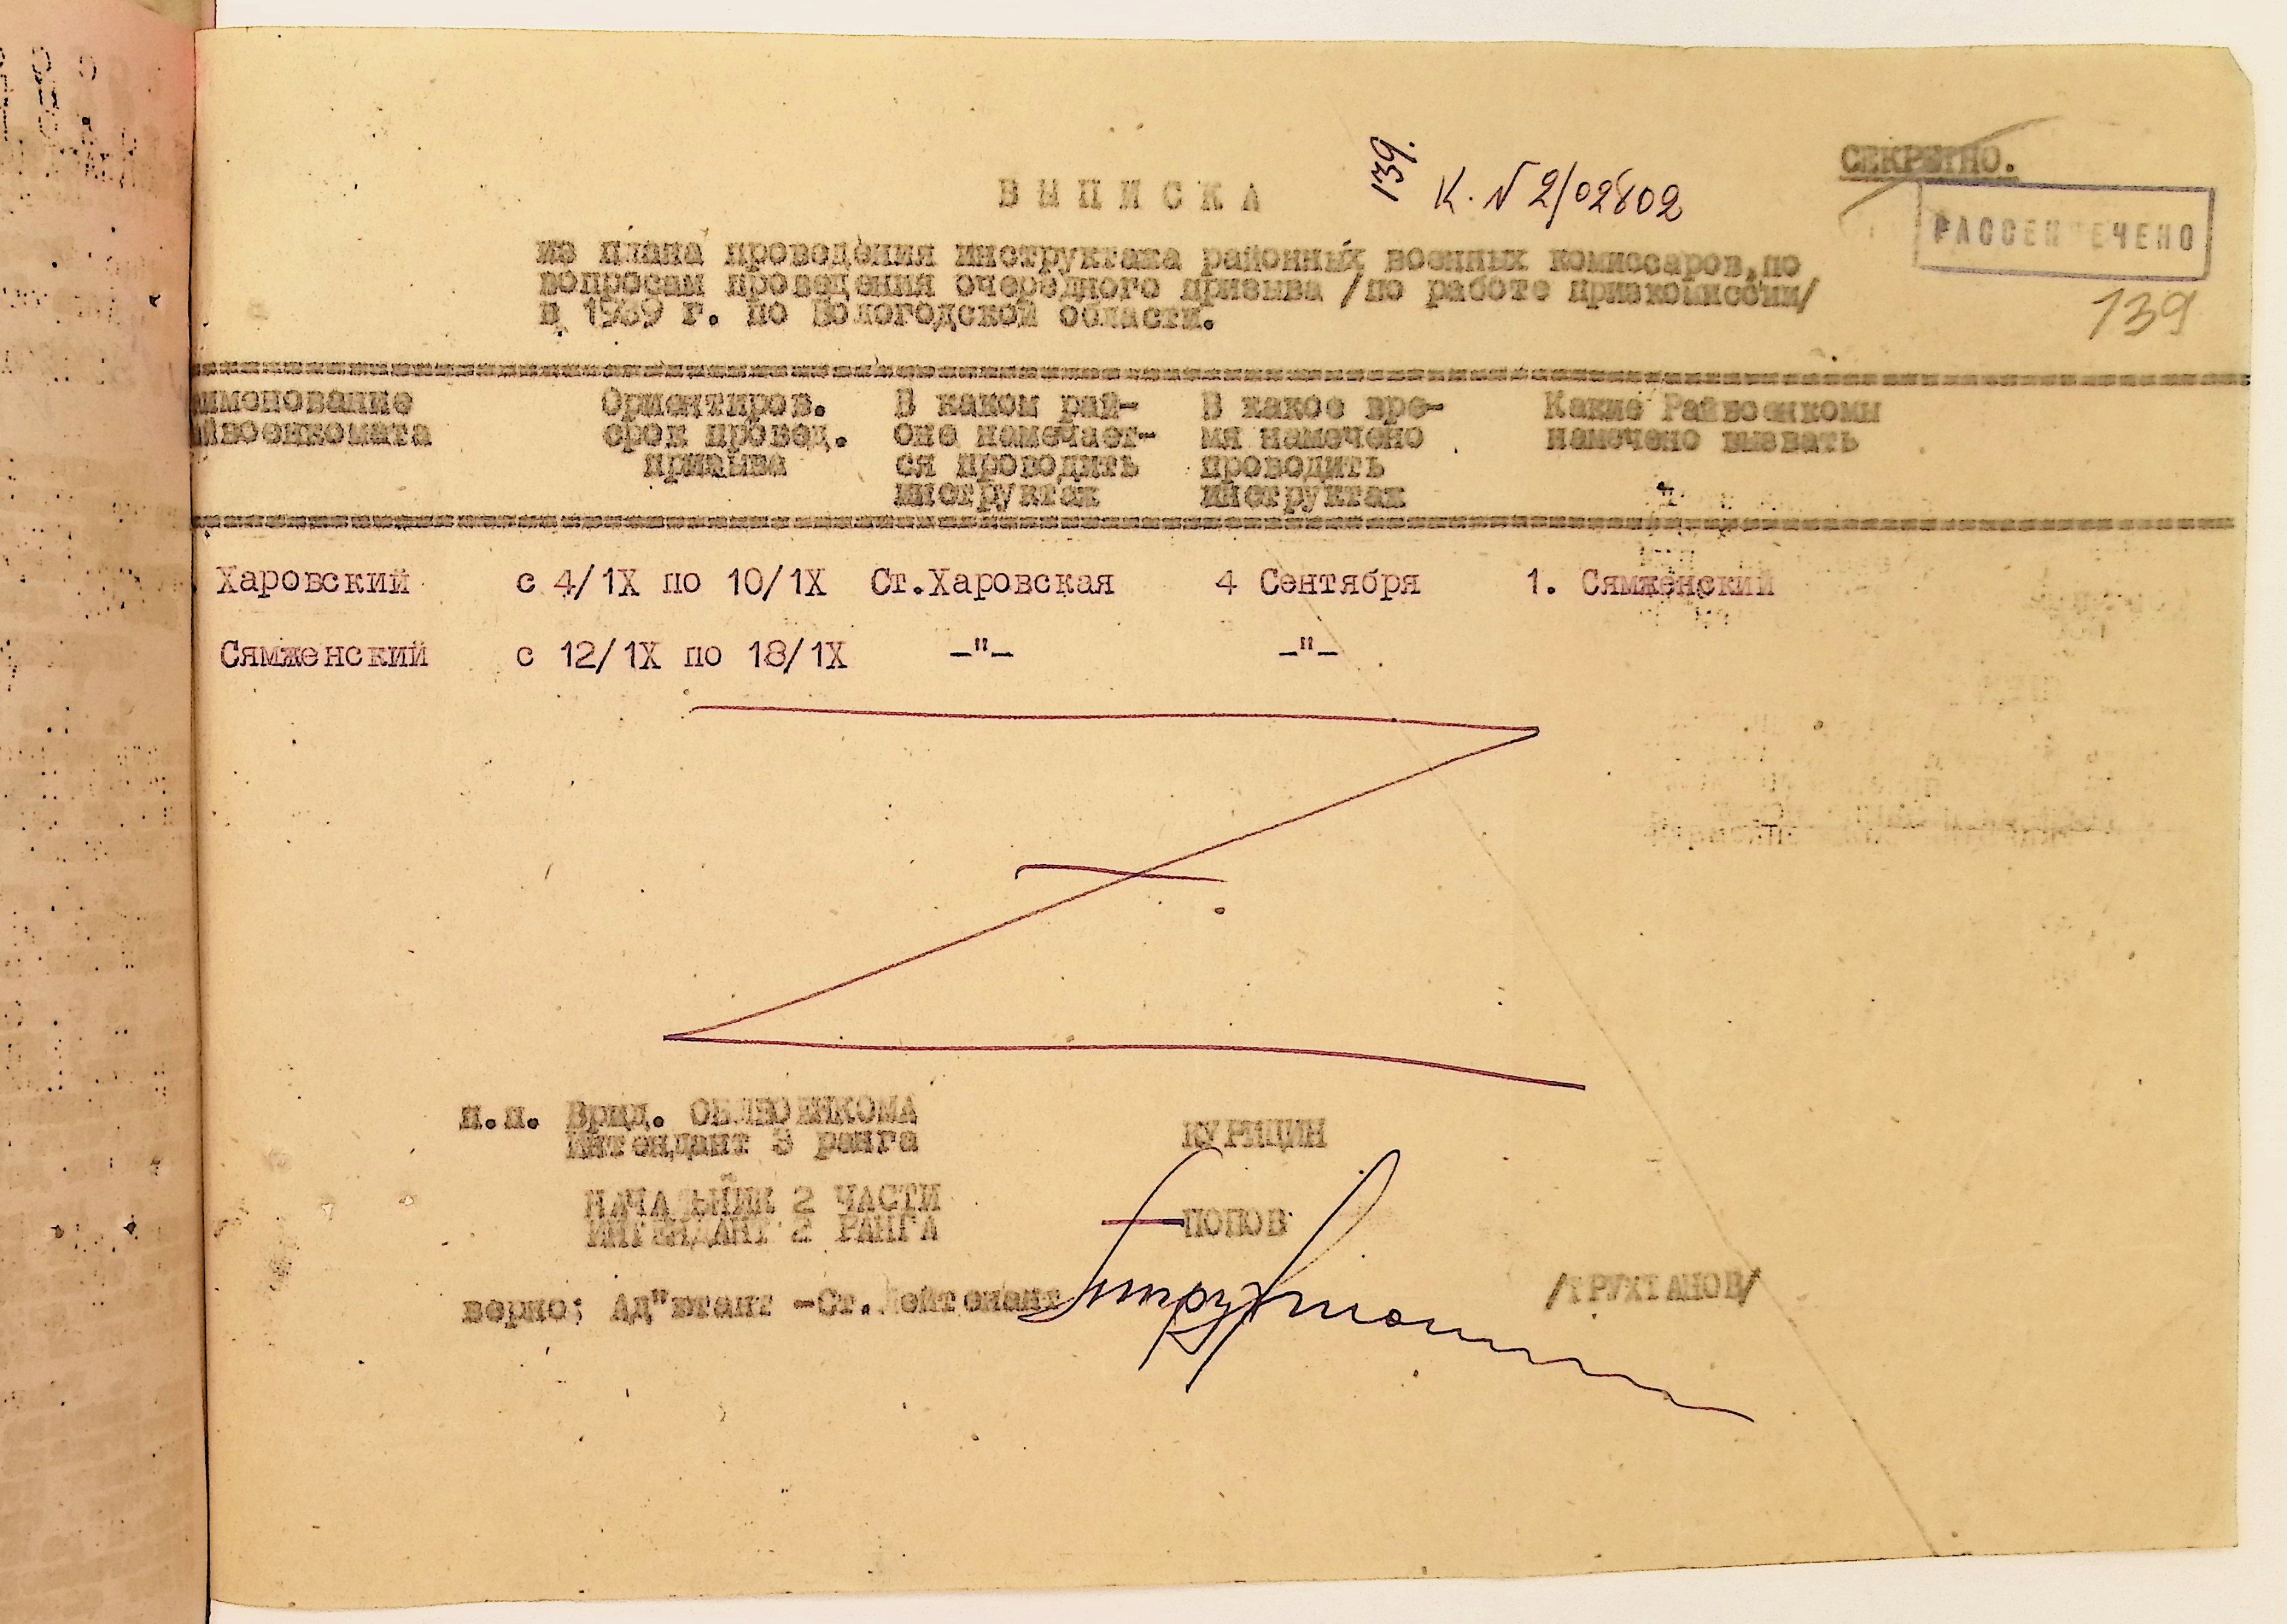 СЕКРЕТНО.
РАССЕКРЕЧЕНО
139
139.
К. № 2/02802
ВЫПИСКА
из плана проведения инструктажа районных военных комиссаров, по
вопросам проведения очередного призыва /по работе призкомиссии/
в 1939 г. по Вологодской области.
именование Ориентиров. В каком рай- В какое вре- Какие Райвоенкомы
йвоенкомата срок провед. оне намечает- мя намечено намечено вызвать
призыва ся проводить проводить
инструктаж инструктаж
Харовский с 4/1X по 10/1X Ст.Харовская 4 Сентября 1. Сямженский
Сямженский с 12/1X по 18/1X -"- -"-
п.п. Врид. ОБЛВОЕНКОМА
Интендант 3 ранга КУРИЦИН
НАЧАЛЬНИК 2 ЧАСТИ
ИНТЕНДАНТ 2 РАНГА ПОПОВ
верно; Ад"ютант -Ст.Лейтенант /ТРУХТАНОВ/